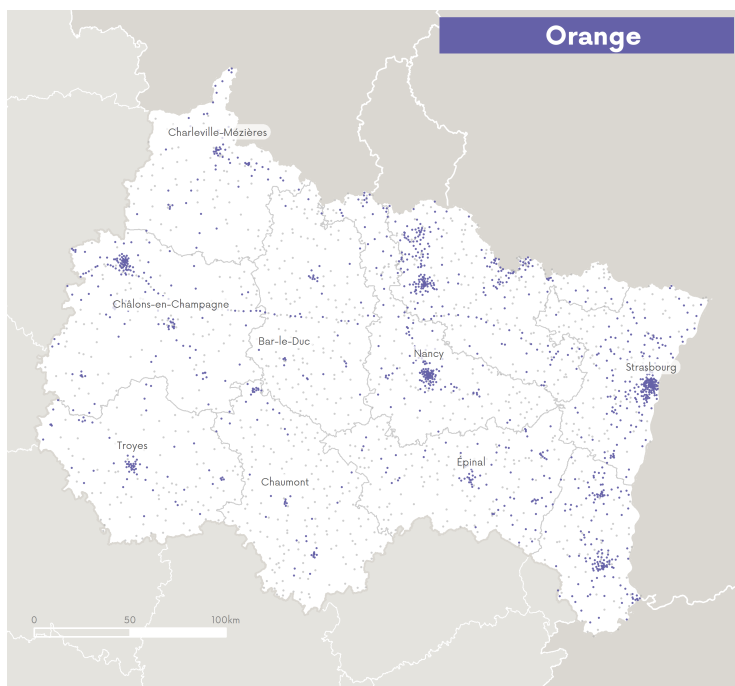 Orange
Charleville-Mézières
Châlons-en-Champagne
Bar-le-Duc
Nancy
Strasbourg
Troyes
Épinal
Chaumont
0 50 100km